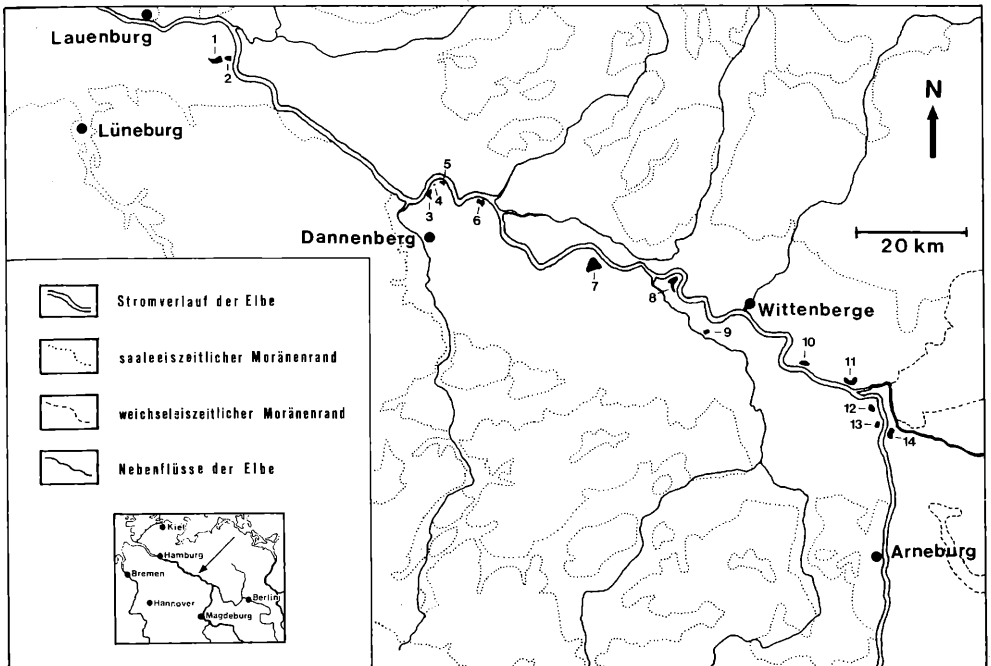 Lauenburg
1
2
Lüneburg
N
5
4
3
6
Dannenberg
20 km
7
8
Wittenberge
9
10
11
12
13
14
Arneburg
Stromverlauf der Elbe
saaleeiszeitlicher Moränenrand
weichseleiszeitlicher Moränenrand
Nebenflüsse der Elbe
Kiel
Hamburg
Bremen
Hannover
Berlin
Magdeburg